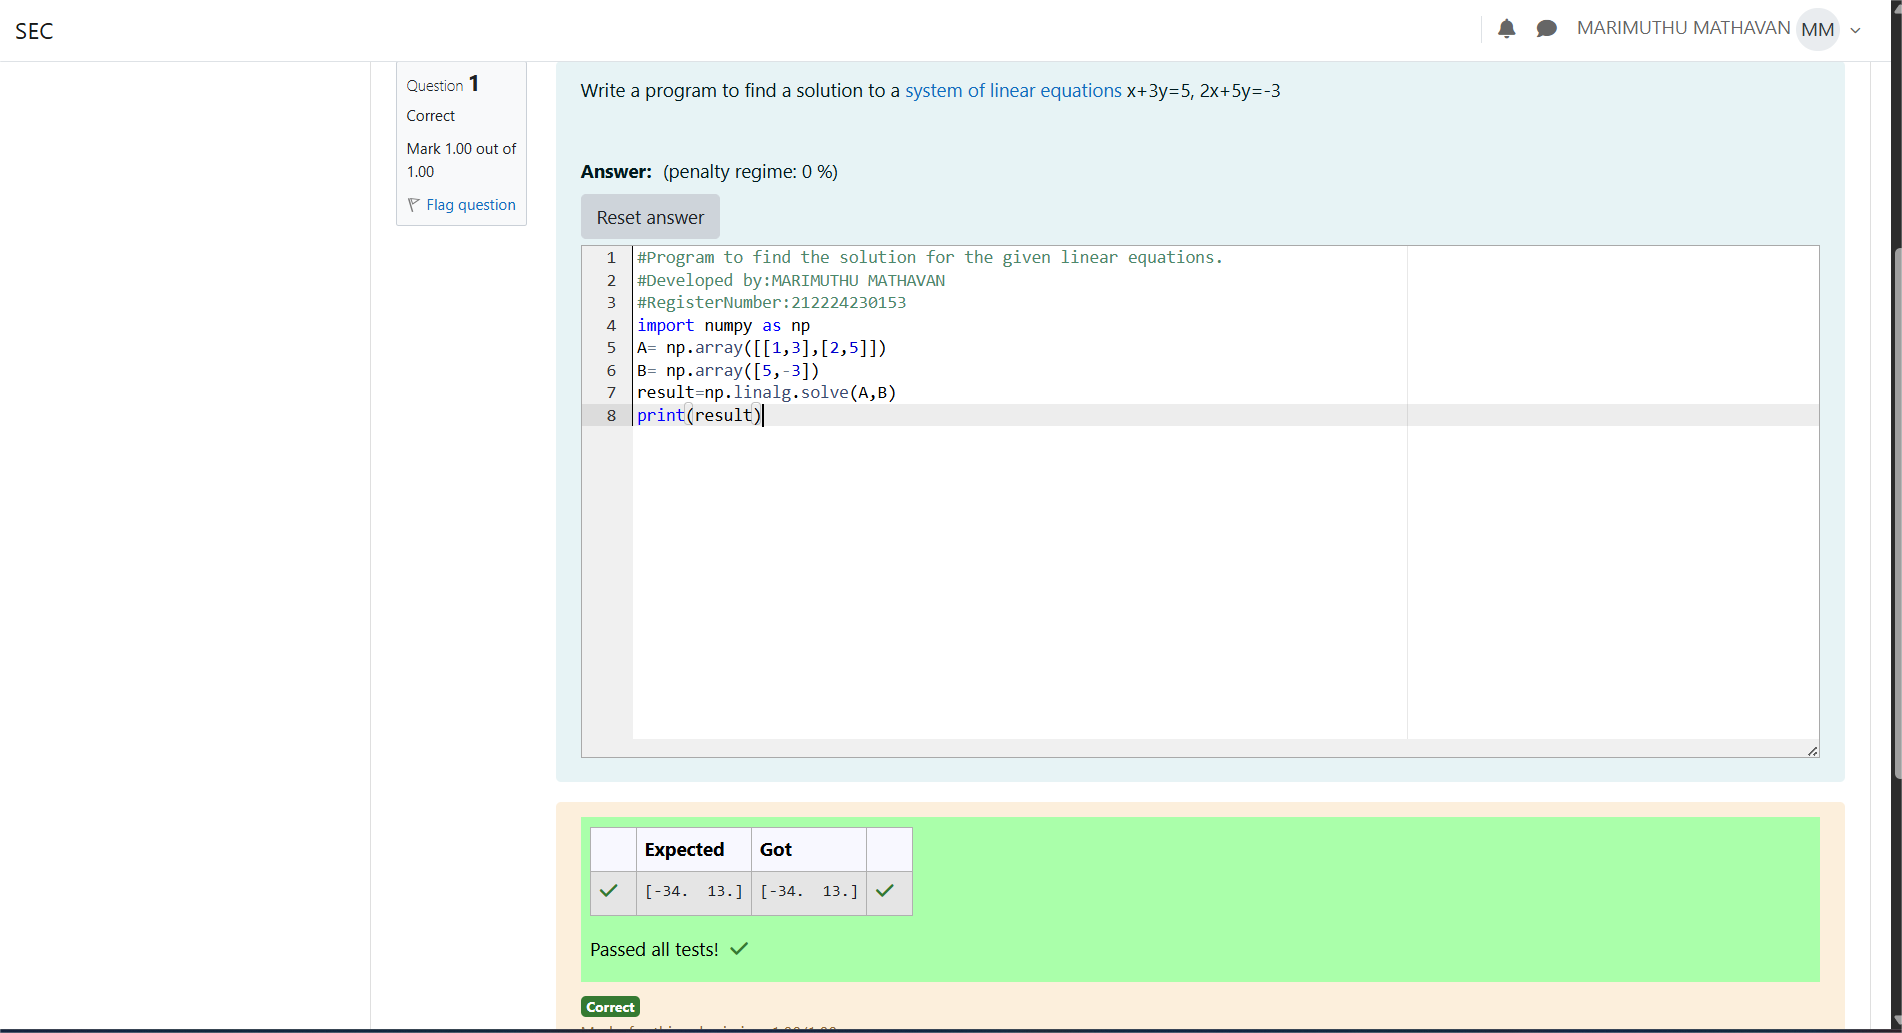 SEC
MARIMUTHU MATHAVAN MM
Question 1
Correct
Mark 1.00 out of
1.00
Flag question
Write a program to find a solution to a system of linear equations x+3y=5, 2x+5y=-3
Answer: (penalty regime: 0 %)
Reset answer
1 #Program to find the solution for the given linear equations.
2 #Developed by:MARIMUTHU MATHAVAN
3 #RegisterNumber:212224230153
4 import numpy as np
5 A= np.array([[1,3],[2,5]])
6 B= np.array([5,-3])
7 result=np.linalg.solve(A,B)
8 print(result)
Expected Got
[-34.  13.] [-34.  13.]
Passed all tests!
Correct